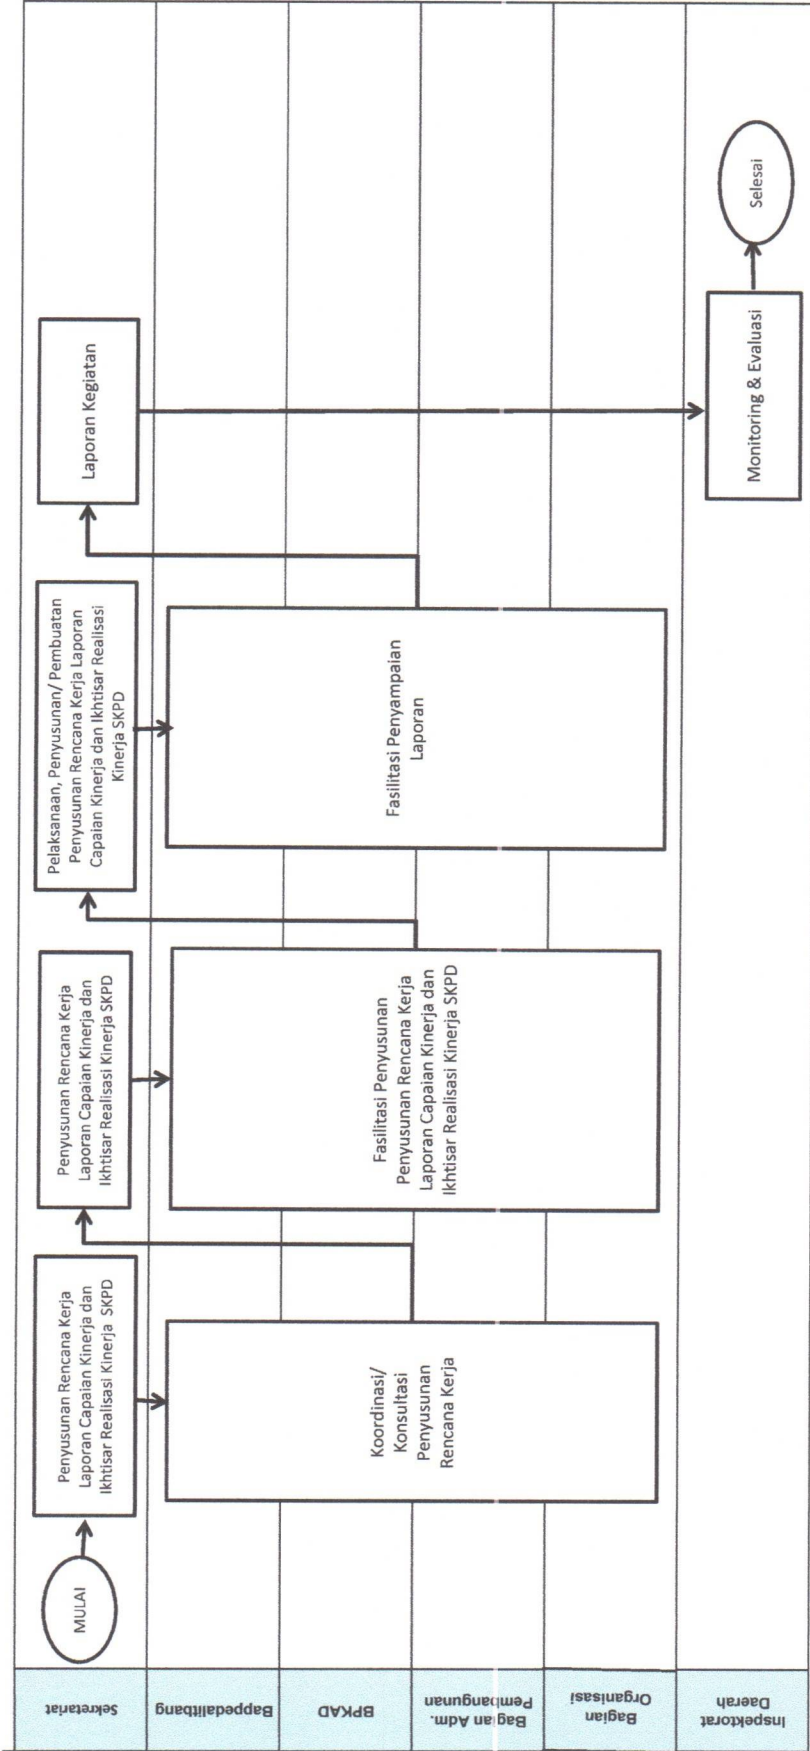 Sekretariat
Bappedalitbang
BPKAD
Bagian Adm.
Pembangunan
Bagian
Organisasi
Inspektorat
Daerah
MULAI
Penyusunan Rencana Kerja
Laporan Capaian Kinerja dan
Ikhtisar Realisasi Kinerja SKPD
Koordinasi/
Konsultasi
Penyusunan
Rencana Kerja
Penyusunan Rencana Kerja
Laporan Capaian Kinerja dan
Ikhtisar Realisasi Kinerja SKPD
Fasilitasi Penyusunan
Penyusunan Rencana Kerja
Laporan Capaian Kinerja dan
Ikhtisar Realisasi Kinerja SKPD
Pelaksanaan, Penyusunan/ Pembuatan
Penyusunan Rencana Kerja Laporan
Capaian Kinerja dan Ikhtisar Realisasi
Kinerja SKPD
Fasilitasi Penyampaian
Laporan
Laporan Kegiatan
Monitoring & Evaluasi
Selesai